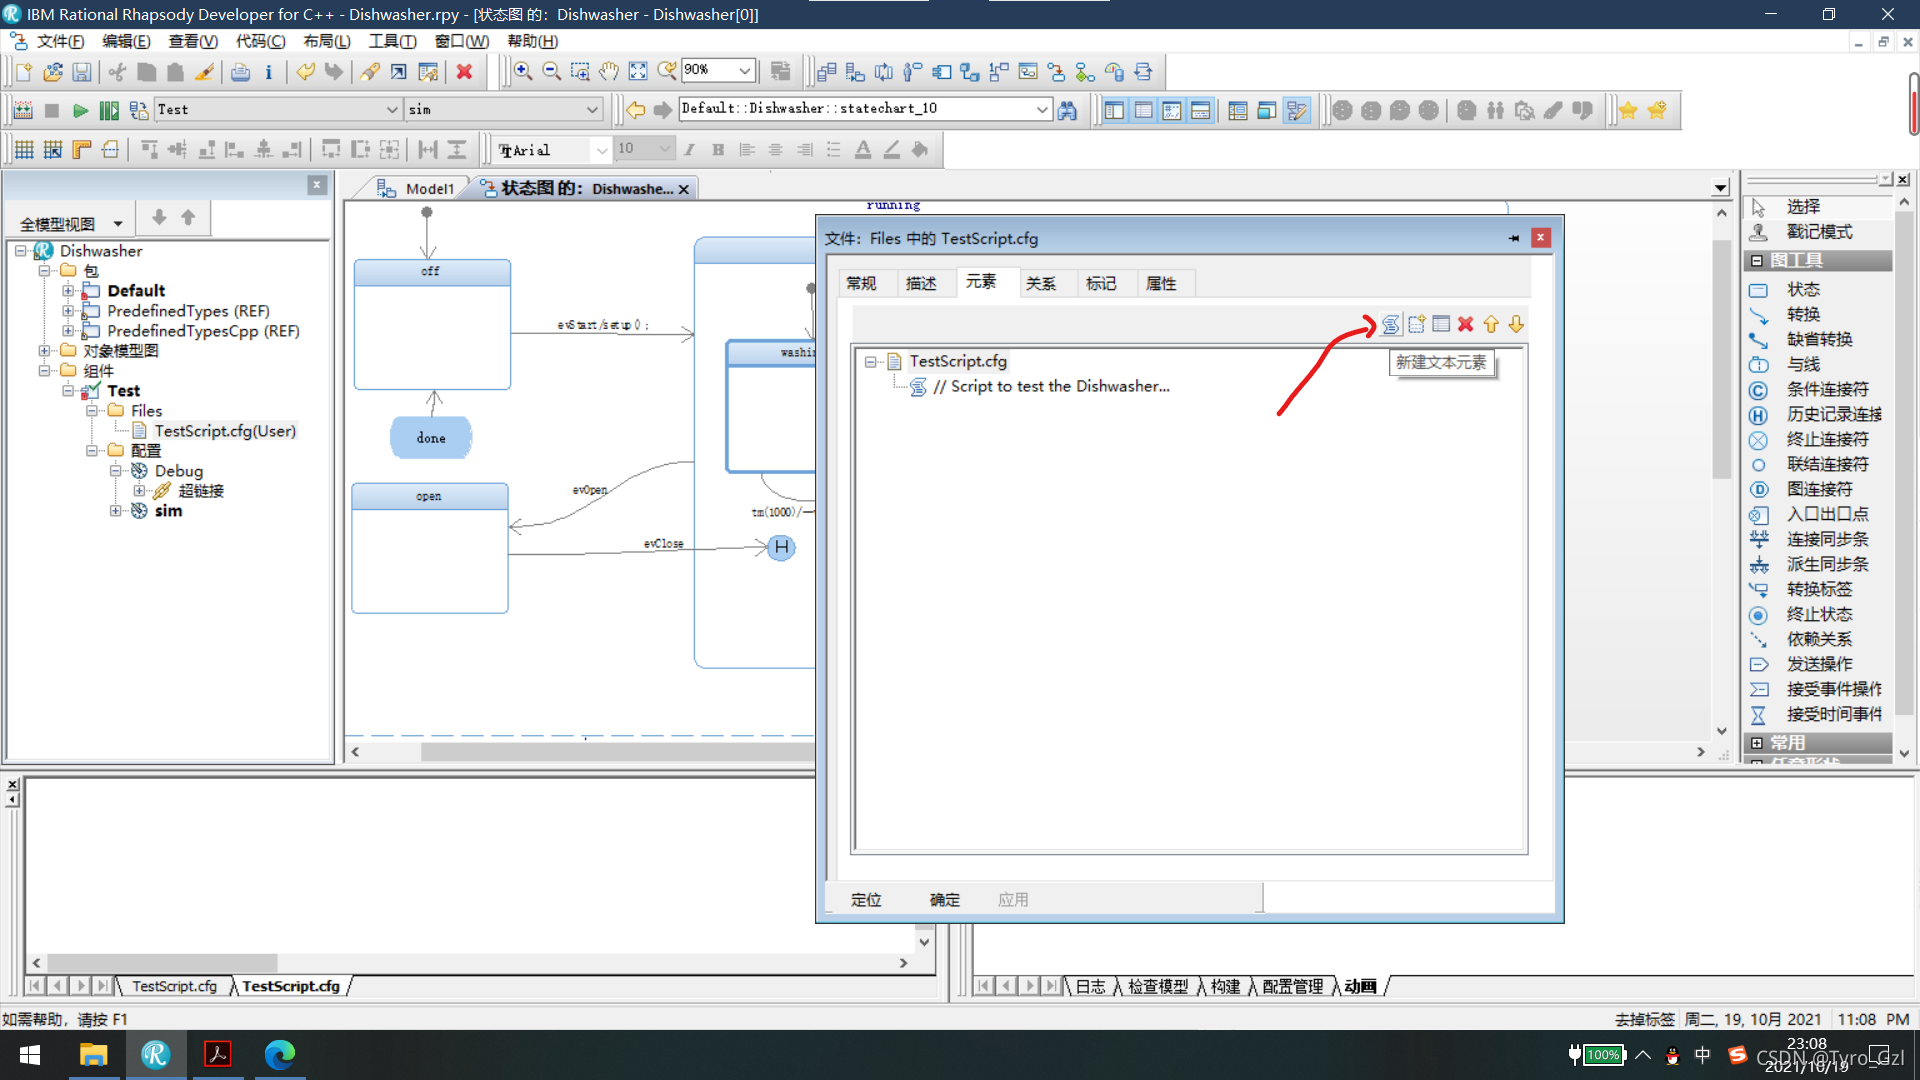 IBM Rational Rhapsody Developer for C++ - Dishwasher.rpy - [状态图 的: Dishwasher - Dishwasher[0]]
文件(F) 编辑(E) 查看(V) 代码(C) 布局(L) 工具(T) 窗口(W) 帮助(H)
90%
Test sim Default::Dishwasher::statechart_10
Arial 10
Model1 状态图 的: Dishwashe...
全模型视图
Dishwasher
包
Default
PredefinedTypes (REF)
PredefinedTypesCpp (REF)
对象模型图
组件
Test
Files
TestScript.cfg(User)
配置
Debug
超链接
sim
running
off
evStart/setup();
done
open
evOpen
evClose
washin
tm(1000)/
H
文件: Files 中的 TestScript.cfg
常规 描述 元素 关系 标记 属性
新建文本元素
TestScript.cfg
// Script to test the Dishwasher...
定位 确定 应用
选择
戳记模式
图工具
状态
转换
缺省转换
与线
条件连接符
历史记录连接
终止连接符
联结连接符
图连接符
入口出口点
连接同步条
派生同步条
转换标签
终止状态
依赖关系
发送操作
接受事件操作
接受时间事件
常用
TestScript.cfg TestScript.cfg
日志 检查模型 构建 配置管理 动画
如需帮助，请按 F1
去掉标签 周二, 19, 10月 2021 11:08 PM
100% 中 23:08
2021/10/19
CSDN @Tyro_Gzl